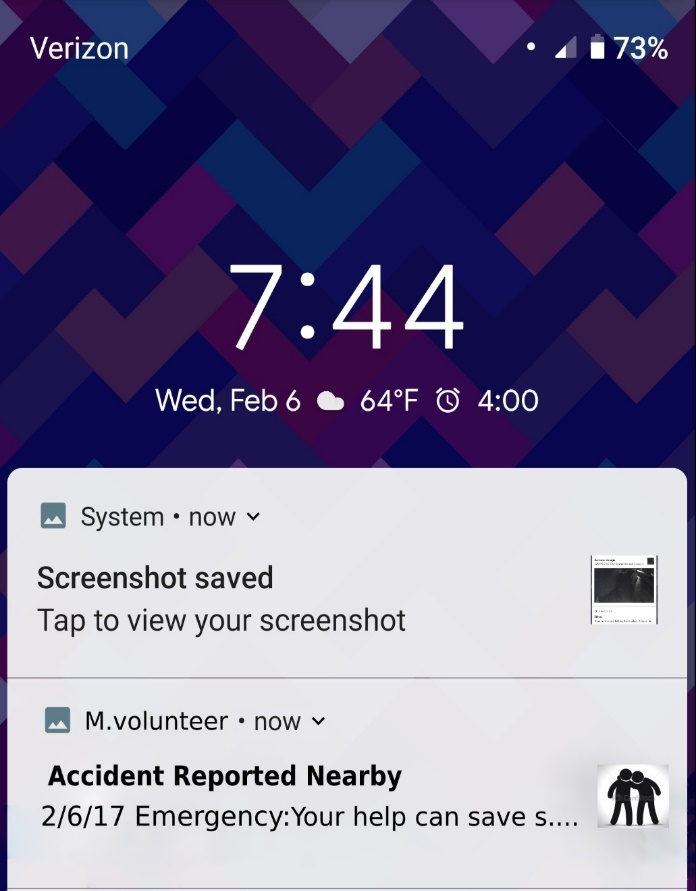 Verizon 73%
7:44
Wed, Feb 6 64°F 4:00
System • now
Screenshot saved
Tap to view your screenshot
M.volunteer • now
Accident Reported Nearby
2/6/17 Emergency:Your help can save s....